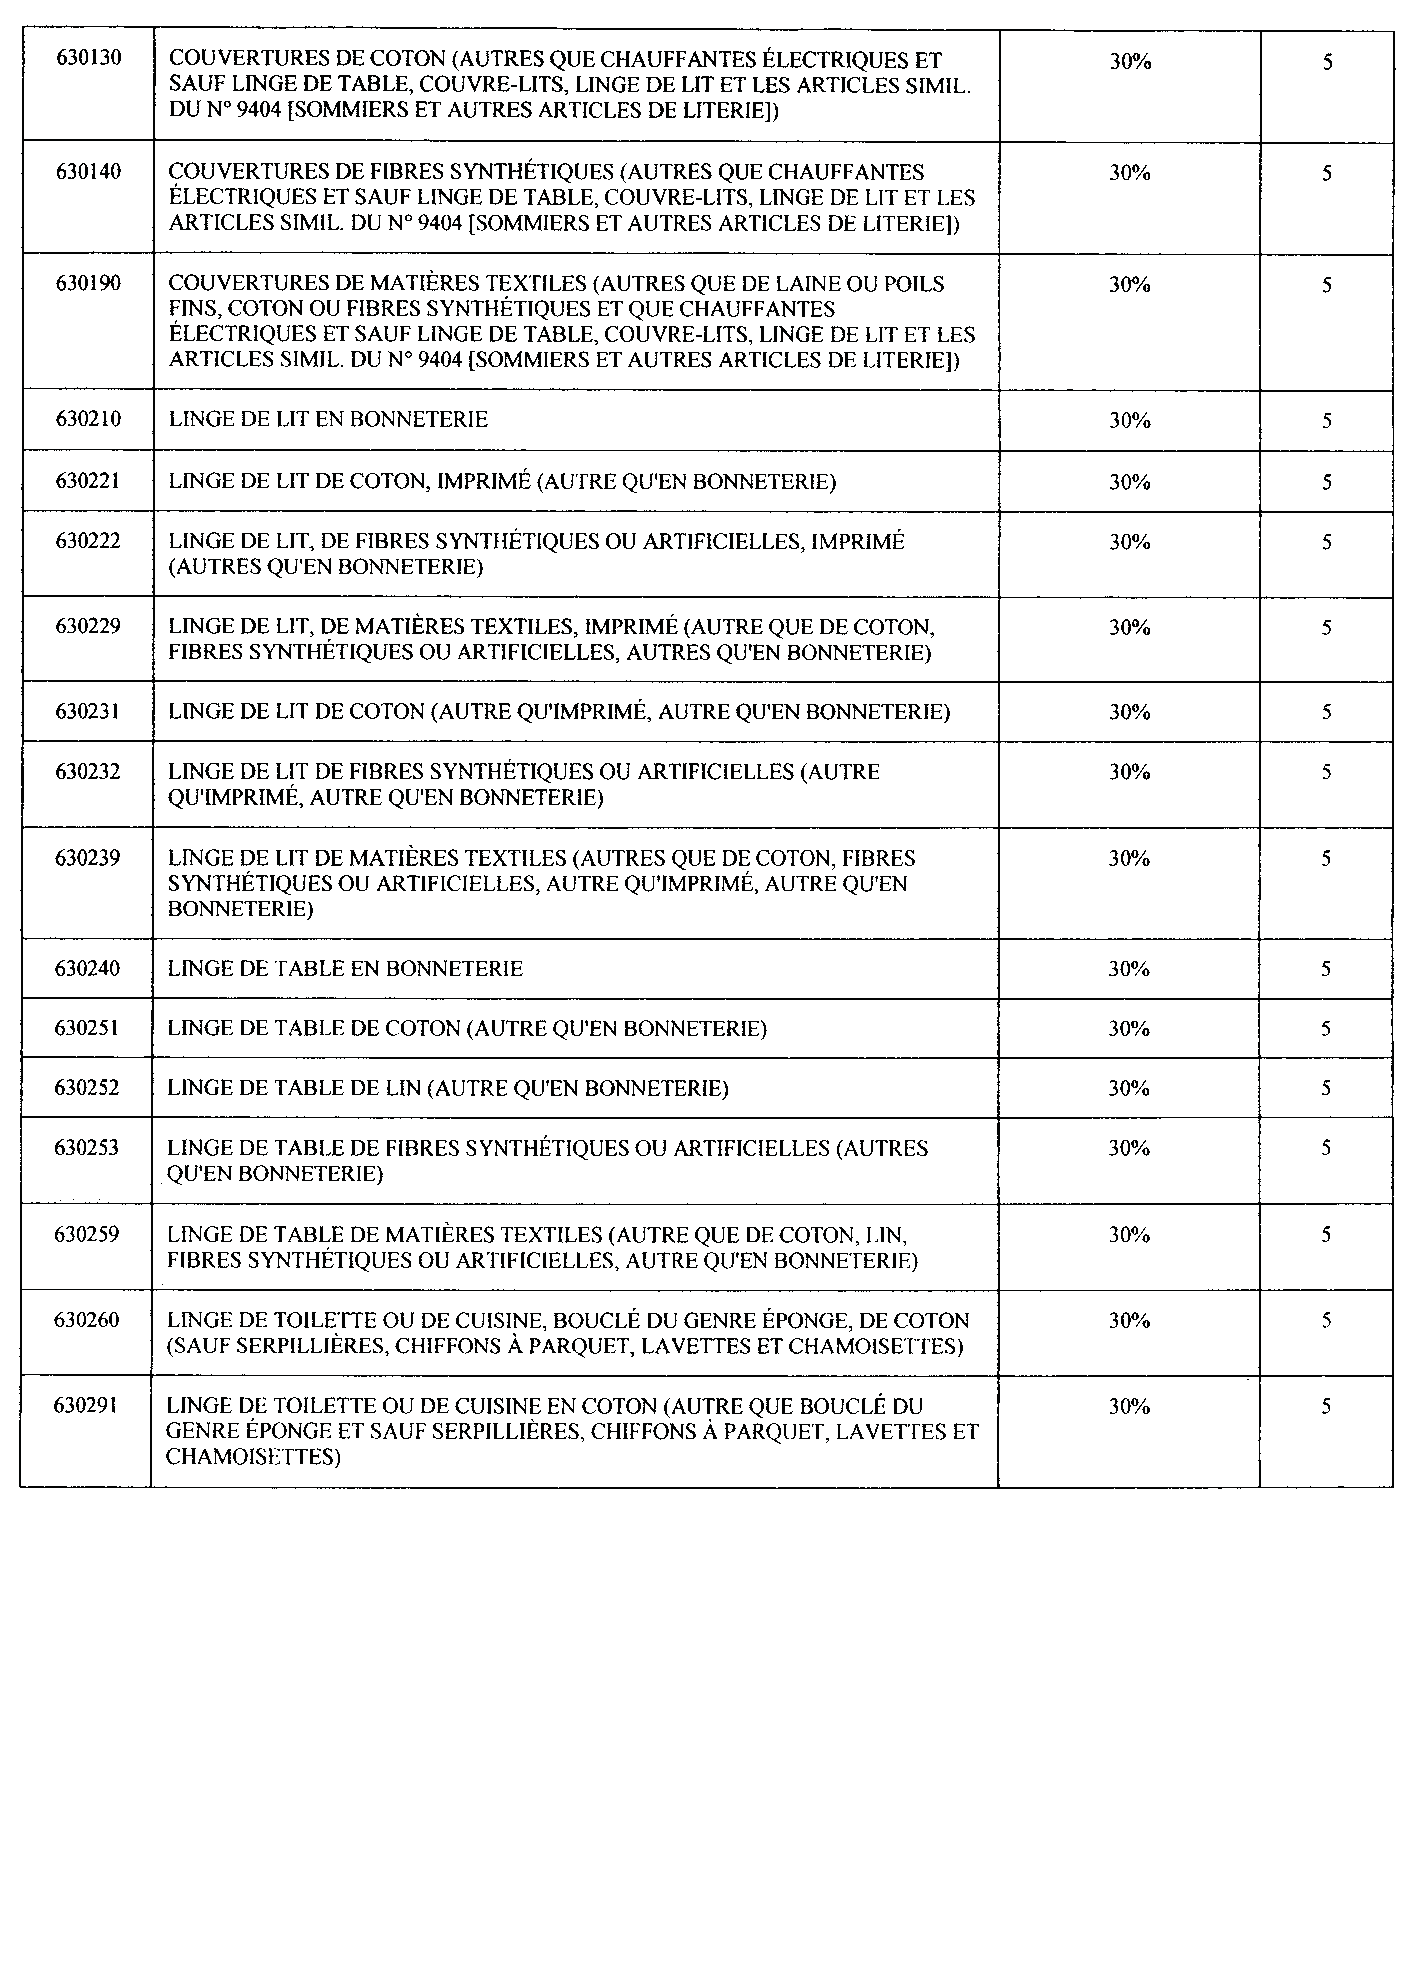 630130 COUVERTURES DE COTON (AUTRES QUE CHAUFFANTES ÉLECTRIQUES ET 30% 5
SAUF LINGE DE TABLE, COUVRE-LITS, LINGE DE LIT ET LES ARTICLES SIMIL.
DU N° 9404 [SOMMIERS ET AUTRES ARTICLES DE LITERIE])
630140 COUVERTURES DE FIBRES SYNTHÉTIQUES (AUTRES QUE CHAUFFANTES 30% 5
ÉLECTRIQUES ET SAUF LINGE DE TABLE, COUVRE-LITS, LINGE DE LIT ET LES
ARTICLES SIMIL. DU N° 9404 [SOMMIERS ET AUTRES ARTICLES DE LITERIE])
630190 COUVERTURES DE MATIÈRES TEXTILES (AUTRES QUE DE LAINE OU POILS 30% 5
FINS, COTON OU FIBRES SYNTHÉTIQUES ET QUE CHAUFFANTES
ÉLECTRIQUES ET SAUF LINGE DE TABLE, COUVRE-LITS, LINGE DE LIT ET LES
ARTICLES SIMIL. DU N° 9404 [SOMMIERS ET AUTRES ARTICLES DE LITERIE])
630210 LINGE DE LIT EN BONNETERIE 30% 5
630221 LINGE DE LIT DE COTON, IMPRIMÉ (AUTRE QU'EN BONNETERIE) 30% 5
630222 LINGE DE LIT, DE FIBRES SYNTHÉTIQUES OU ARTIFICIELLES, IMPRIMÉ 30% 5
(AUTRES QU'EN BONNETERIE)
630229 LINGE DE LIT, DE MATIÈRES TEXTILES, IMPRIMÉ (AUTRE QUE DE COTON, 30% 5
FIBRES SYNTHÉTIQUES OU ARTIFICIELLES, AUTRES QU'EN BONNETERIE)
630231 LINGE DE LIT DE COTON (AUTRE QU'IMPRIMÉ, AUTRE QU'EN BONNETERIE) 30% 5
630232 LINGE DE LIT DE FIBRES SYNTHÉTIQUES OU ARTIFICIELLES (AUTRE 30% 5
QU'IMPRIMÉ, AUTRE QU'EN BONNETERIE)
630239 LINGE DE LIT DE MATIÈRES TEXTILES (AUTRES QUE DE COTON, FIBRES 30% 5
SYNTHÉTIQUES OU ARTIFICIELLES, AUTRE QU'IMPRIMÉ, AUTRE QU'EN
BONNETERIE)
630240 LINGE DE TABLE EN BONNETERIE 30% 5
630251 LINGE DE TABLE DE COTON (AUTRE QU'EN BONNETERIE) 30% 5
630252 LINGE DE TABLE DE LIN (AUTRE QU'EN BONNETERIE) 30% 5
630253 LINGE DE TABLE DE FIBRES SYNTHÉTIQUES OU ARTIFICIELLES (AUTRES 30% 5
QU'EN BONNETERIE)
630259 LINGE DE TABLE DE MATIÈRES TEXTILES (AUTRE QUE DE COTON, LIN, 30% 5
FIBRES SYNTHÉTIQUES OU ARTIFICIELLES, AUTRE QU'EN BONNETERIE)
630260 LINGE DE TOILETTE OU DE CUISINE, BOUCLÉ DU GENRE ÉPONGE, DE COTON 30% 5
(SAUF SERPILLIÈRES, CHIFFONS À PARQUET, LAVETTES ET CHAMOISETTES)
630291 LINGE DE TOILETTE OU DE CUISINE EN COTON (AUTRE QUE BOUCLÉ DU 30% 5
GENRE ÉPONGE ET SAUF SERPILLIÈRES, CHIFFONS À PARQUET, LAVETTES ET
CHAMOISETTES)